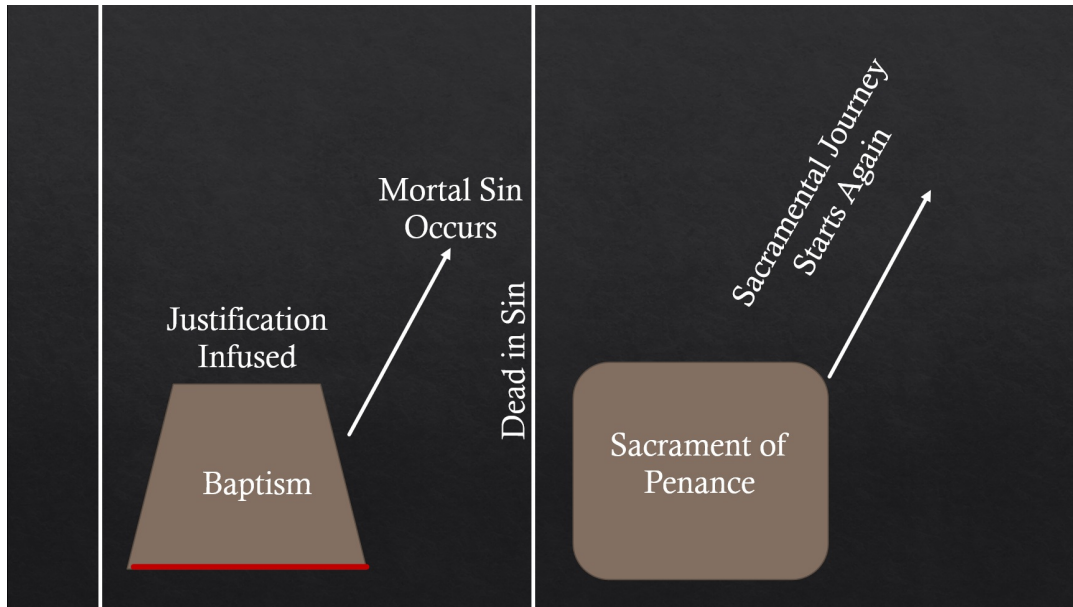 Justification
Infused
Baptism
Mortal Sin
Occurs
Dead in Sin
Sacrament of
Penance
Sacramental Journey
Starts Again